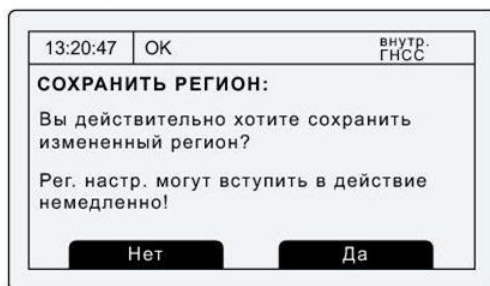 13:20:47 OK внутр. ГНСС
СОХРАНИТЬ РЕГИОН:
Вы действительно хотите сохранить
измененный регион?
Рег. настр. могут вступить в действие
немедленно!
Нет Да